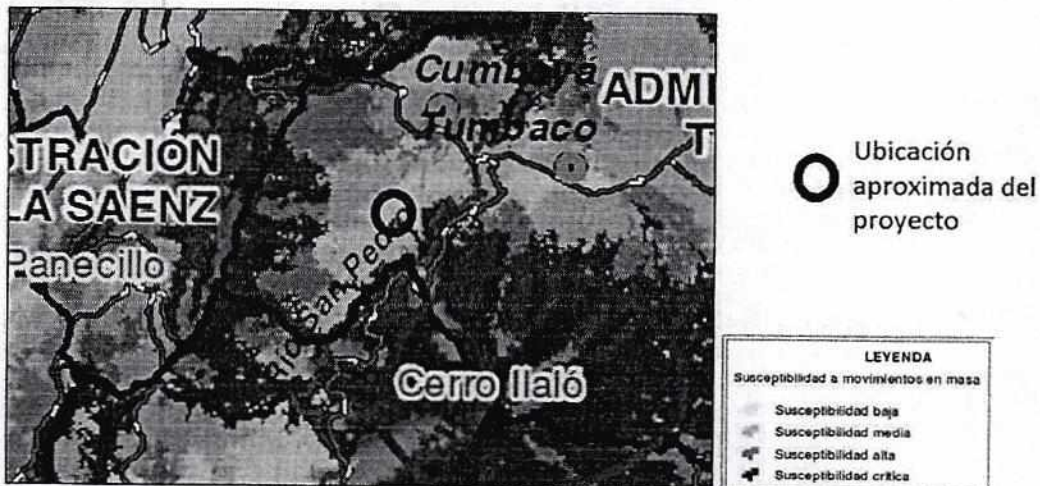 Cumbayá
Tumbaco
ADMI
T
STRACIÓN
LA SAENZ
Panecillo
Río San Pedro
Cerro Ilaló
Ubicación
aproximada del
proyecto
LEYENDA
Susceptibilidad a movimientos en masa
Susceptibilidad baja
Susceptibilidad media
Susceptibilidad alta
Susceptibilidad crítica